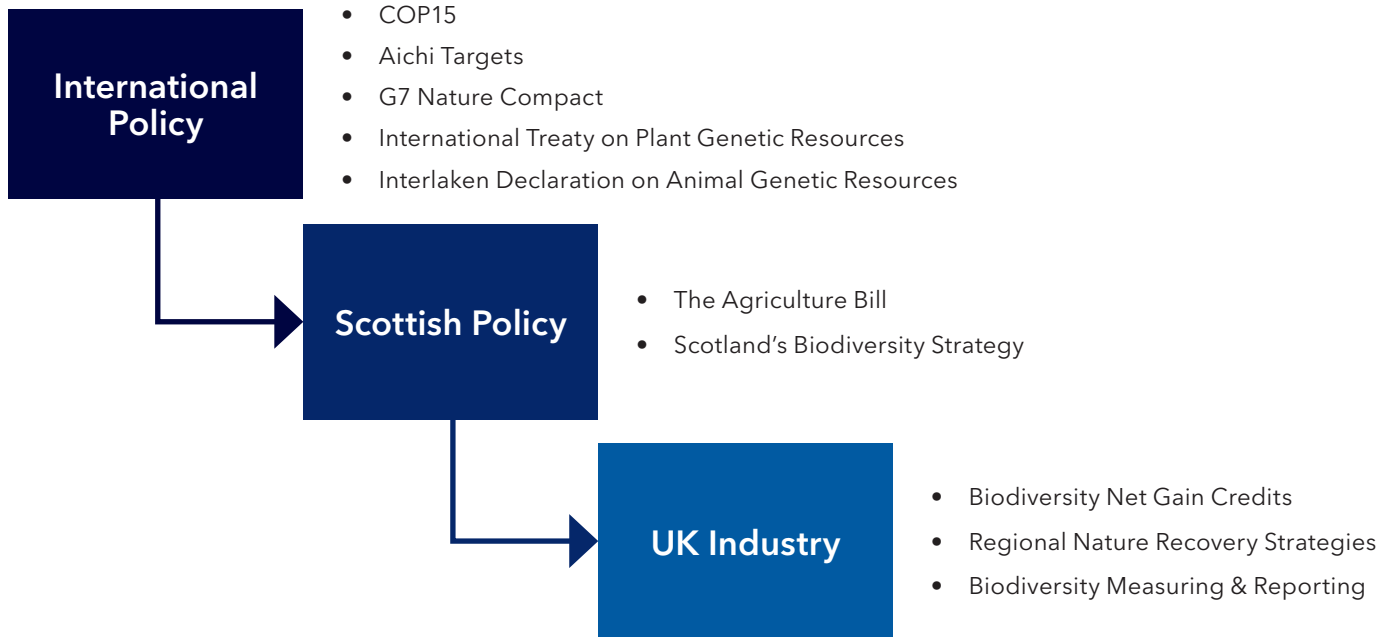 International
Policy
• COP15
• Aichi Targets
• G7 Nature Compact
• International Treaty on Plant Genetic Resources
• Interlaken Declaration on Animal Genetic Resources
Scottish Policy
• The Agriculture Bill
• Scotland’s Biodiversity Strategy
UK Industry
• Biodiversity Net Gain Credits
• Regional Nature Recovery Strategies
• Biodiversity Measuring & Reporting